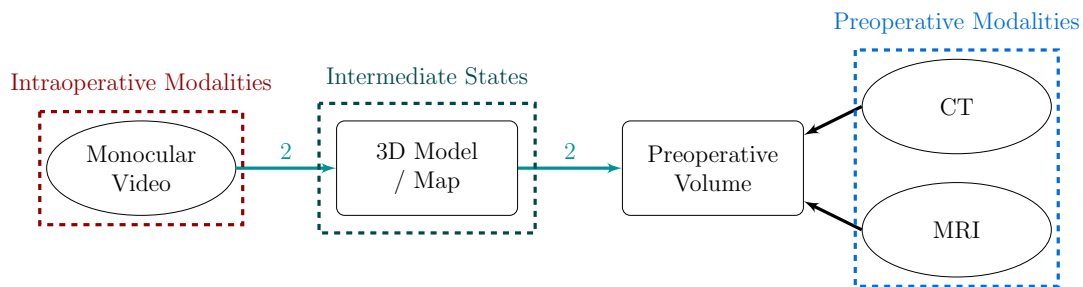 Preoperative Modalities
Intraoperative Modalities
Intermediate States
Monocular
Video
2
3D Model
/ Map
2
Preoperative
Volume
CT
MRI